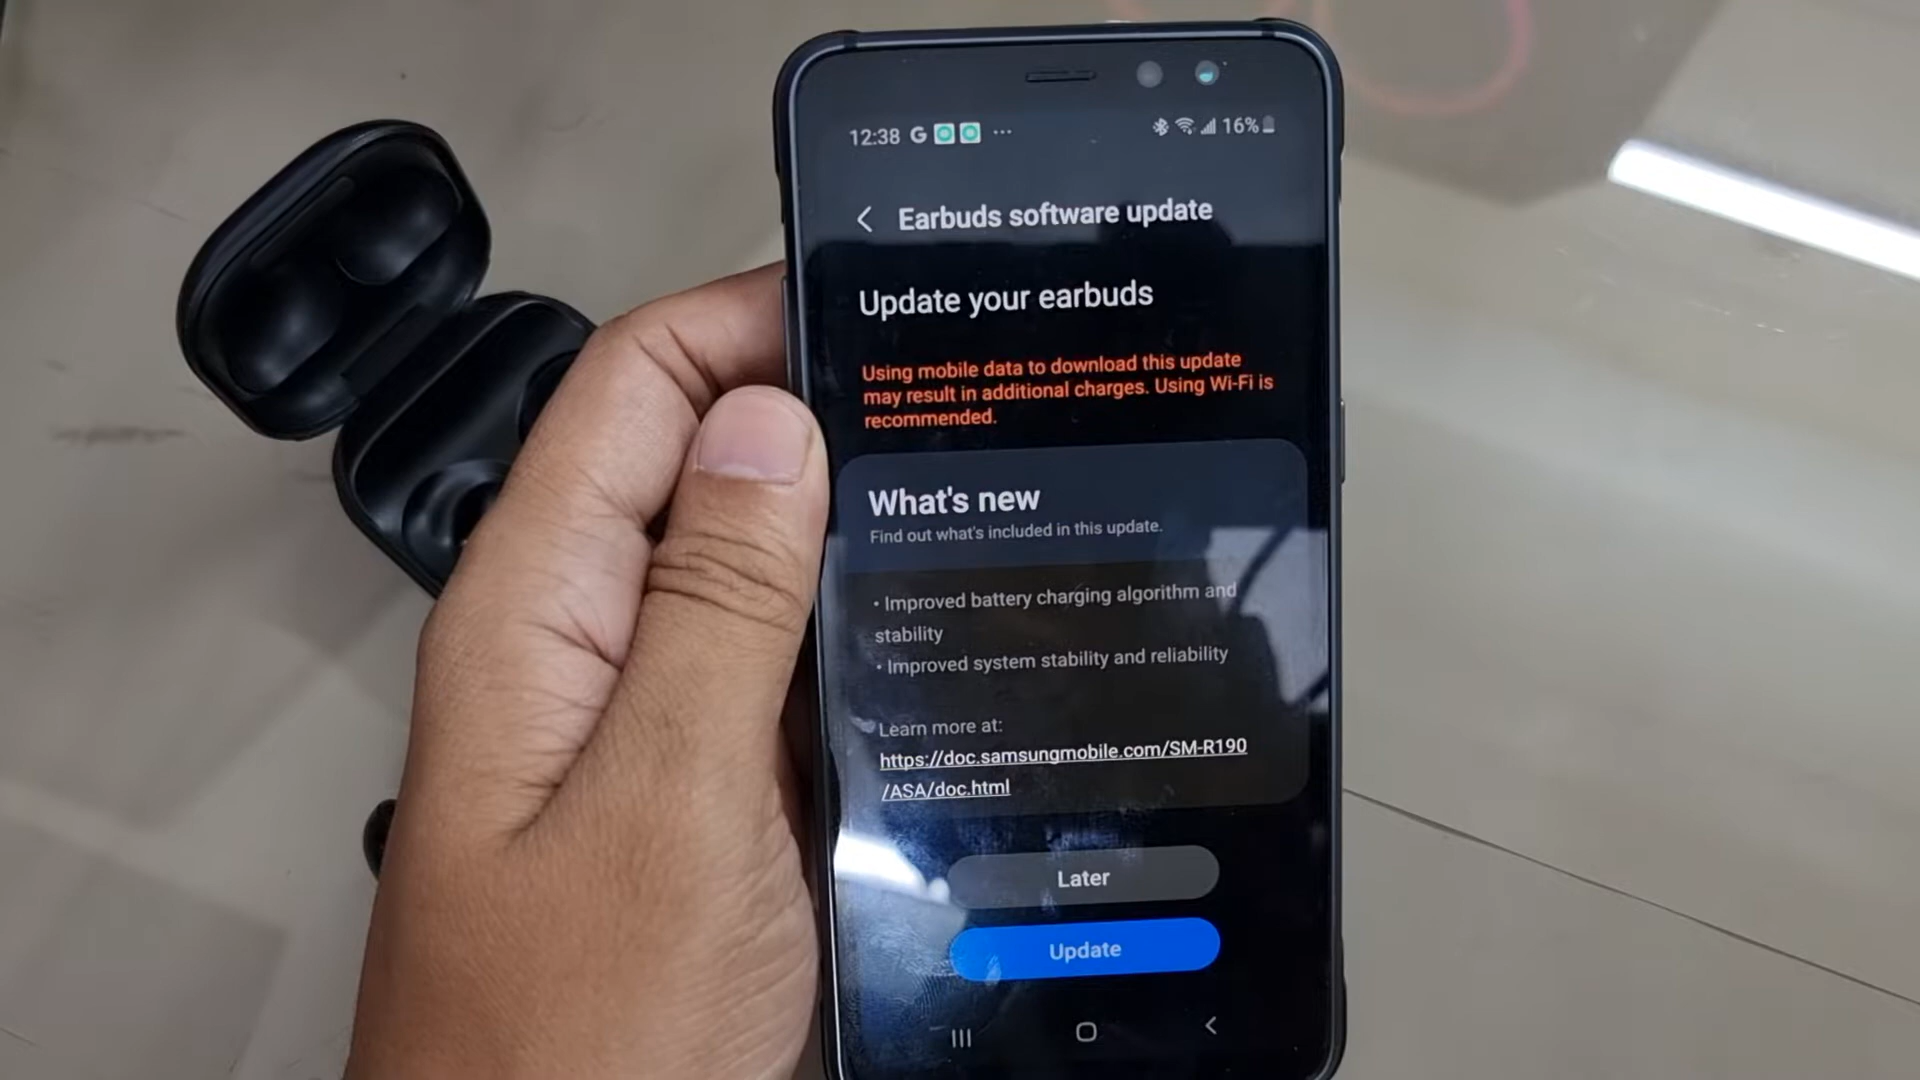 12:38 G ... 16%
Earbuds software update
Update your earbuds
Using mobile data to download this update
may result in additional charges. Using Wi-Fi is
recommended.
What's new
Find out what's included in this update.
• Improved battery charging algorithm and
stability
• Improved system stability and reliability
Learn more at:
https://doc.samsungmobile.com/SM-R190
/ASA/doc.html
Later
Update